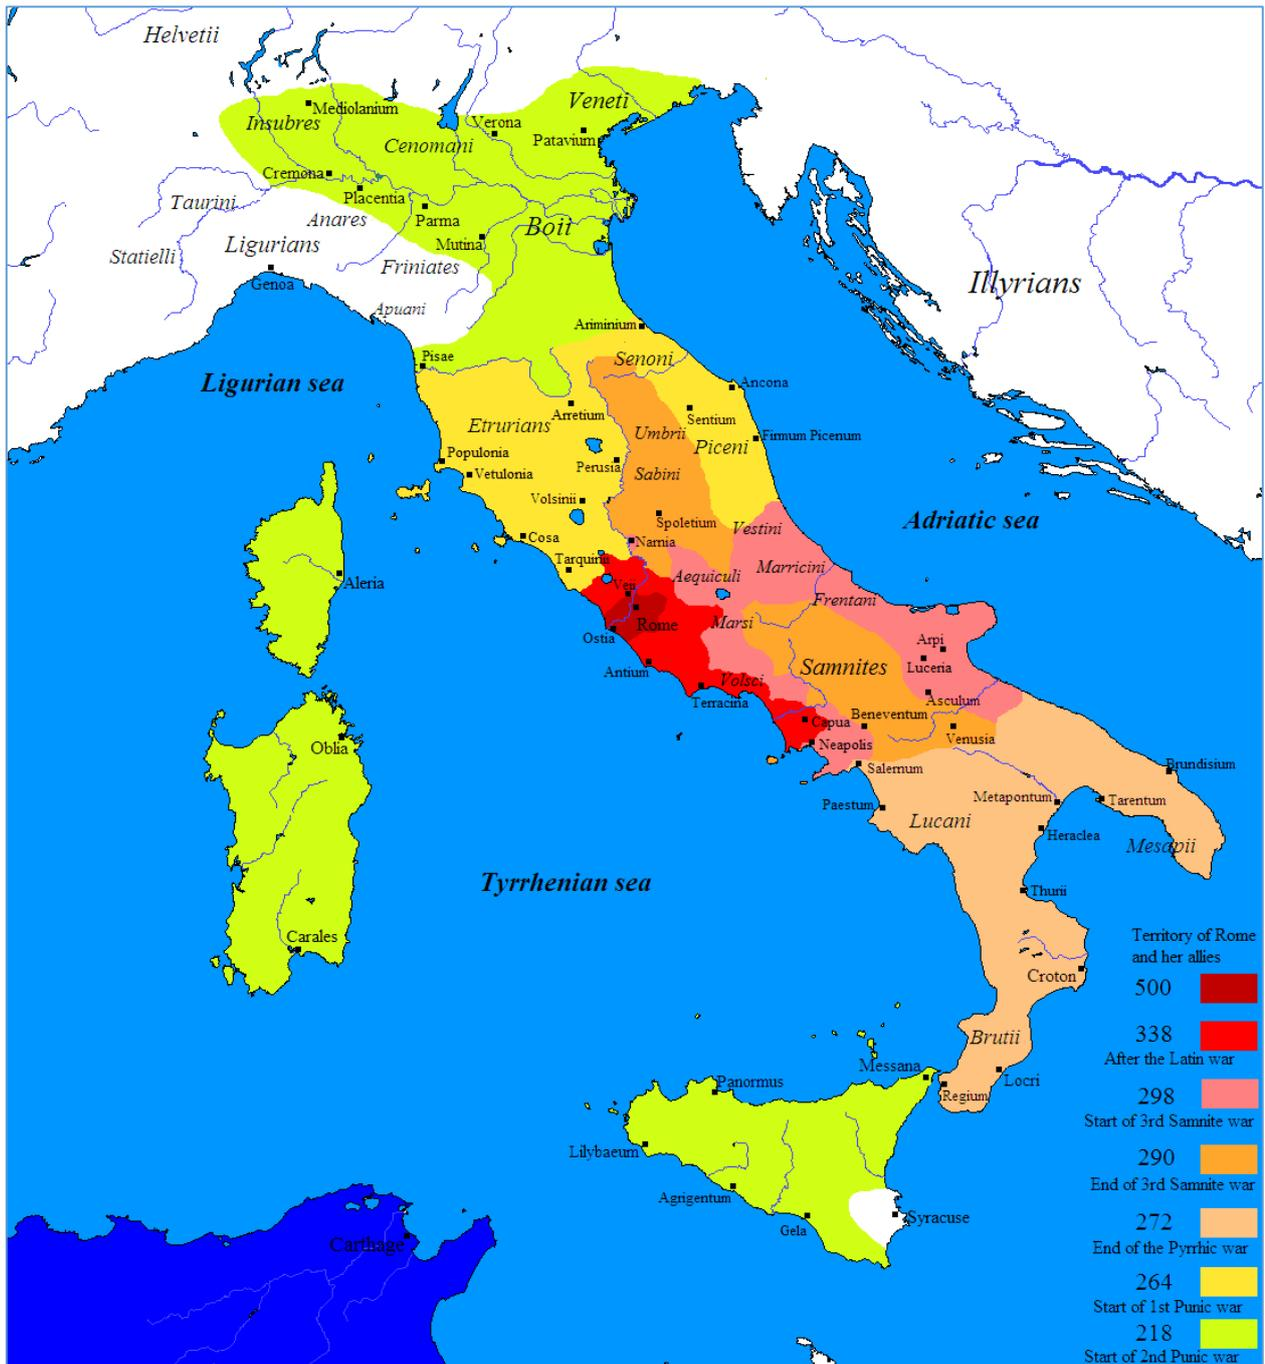 Helvetii
Mediolanium
Insubres
Veneti
Verona
Cenomani
Patavium
Cremona
Placentia
Taurini
Anares
Parma
Boii
Ligurians
Mutina
Statielli
Friniates
Genoa
Illyrians
Apuani
Ariminium
Pisae
Senoni
Ligurian sea
Ancona
Arretium
Sentium
Etrurians
Umbrii
Firmum Picenum
Piceni
Populonia
Perusia
Vetulonia
Sabini
Volsinii
Spoletium
Adriatic sea
Vestini
Cosa
Narnia
Tarquinii
Marricini
Aequiculi
Aleria
Veii
Frentani
Rome
Marsi
Ostia
Arpi
Luceria
Samnites
Antium
Volsci
Terracina
Asculum
Beneventum
Capua
Venusia
Neapolis
Oblia
Salernum
Brundisium
Metapontum
Tarentum
Paestum
Lucani
Heraclea
Mesapii
Tyrrhenian sea
Thurii
Carales
Territory of Rome
and her allies
Croton
500
338
After the Latin war
Brutii
Messana
Locri
Panormus
Regium
298
Start of 3rd Samnite war
Lilybaeum
290
End of 3rd Samnite war
Agrigentum
Syracuse
Gela
272
End of the Pyrrhic war
Carthage
264
Start of 1st Punic war
218
Start of 2nd Punic war